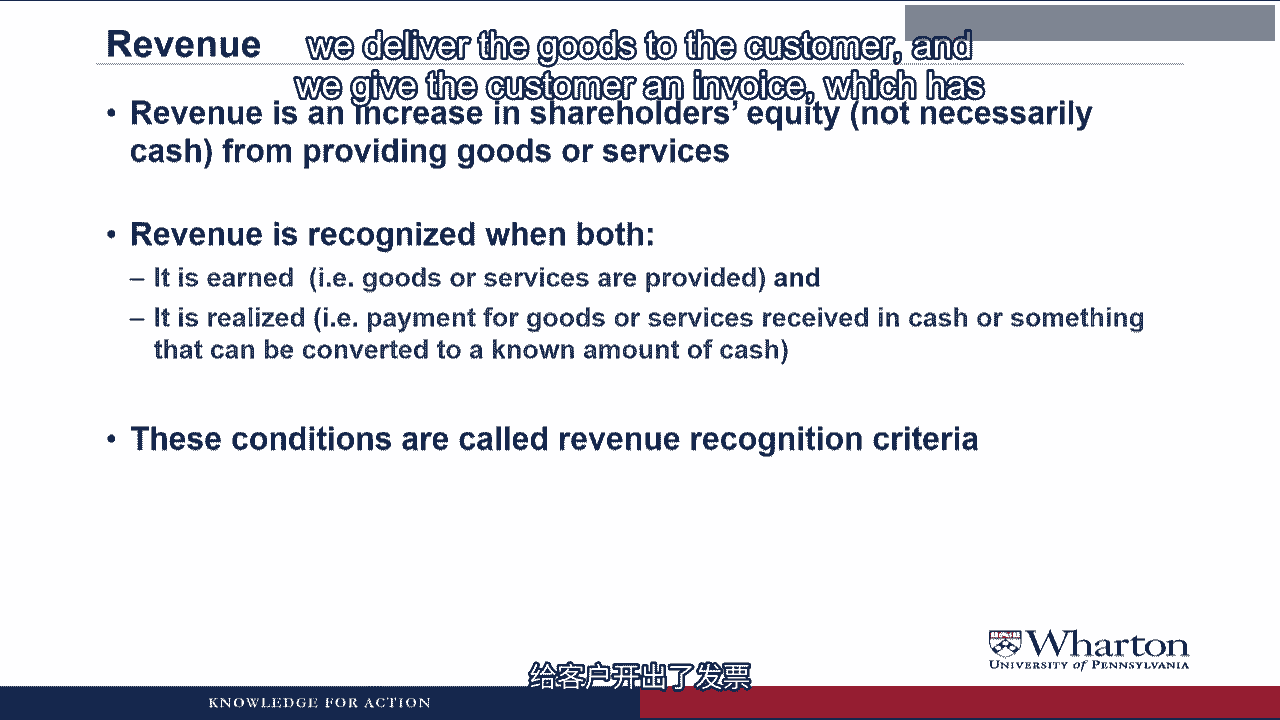 Revenue
we deliver the goods to the customer, and
we give the customer an invoice, which has
• Revenue is an increase in shareholders' equity (not necessarily
cash) from providing goods or services
• Revenue is recognized when both:
– It is earned (i.e. goods or services are provided) and
– It is realized (i.e. payment for goods or services received in cash or something
that can be converted to a known amount of cash)
• These conditions are called revenue recognition criteria
Wharton
UNIVERSITY of PENNSYLVANIA
给客户开出了发票
KNOWLEDGE FOR ACTION